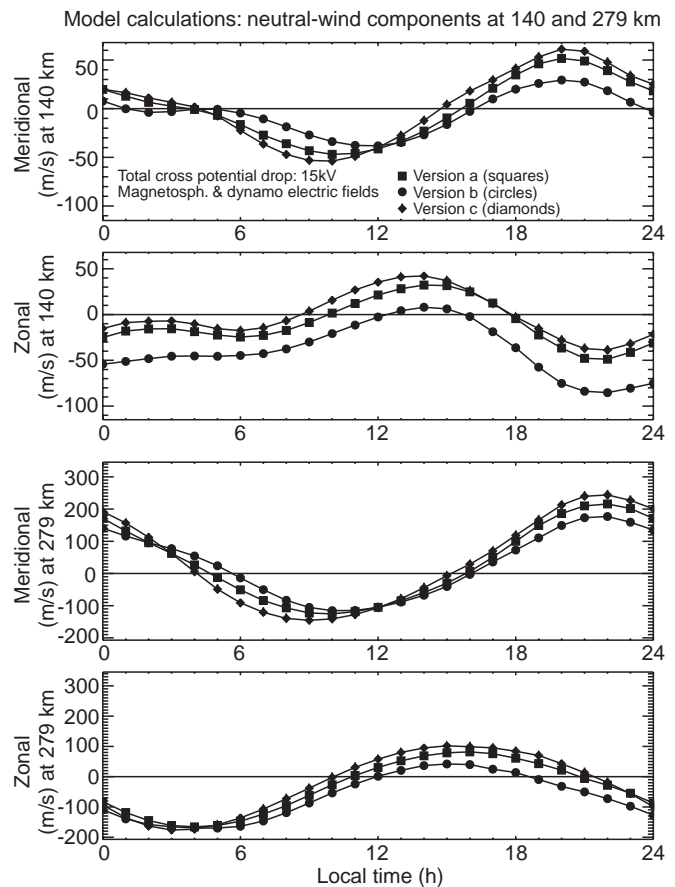 Model calculations: neutral-wind components at 140 and 279 km
Meridional
(m/s) at 140 km
50
0
-50
-100
Total cross potential drop: 15kV
Magnetosph. & dynamo electric fields
Version a (squares)
Version b (circles)
Version c (diamonds)
0 6 12 18 24
Zonal
(m/s) at 140 km
50
0
-50
-100
0 6 12 18 24
Meridional
(m/s) at 279 km
300
200
100
0
-100
-200
0 6 12 18 24
Zonal
(m/s) at 279 km
300
200
100
0
-100
-200
0 6 12 18 24
Local time (h)